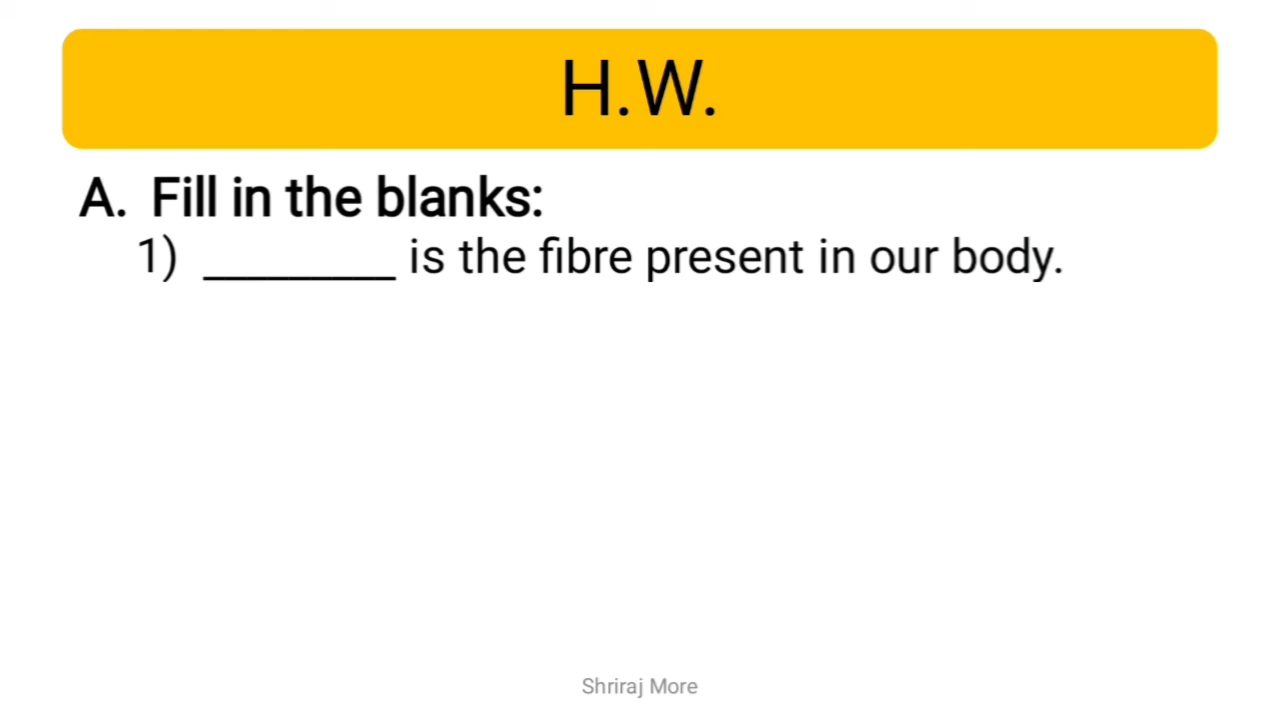 H.W.
A. Fill in the blanks:
1) ________ is the fibre present in our body.
Shriraj More